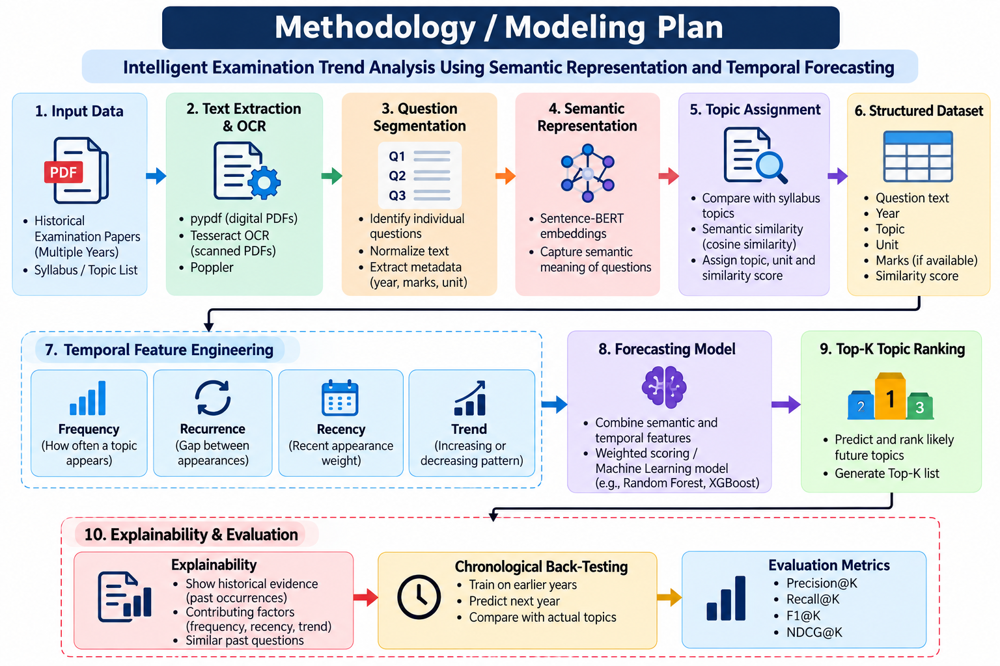 Methodology / Modeling Plan
Intelligent Examination Trend Analysis Using Semantic Representation and Temporal Forecasting
1. Input Data
PDF
• Historical
Examination Papers
(Multiple Years)
• Syllabus / Topic List
2. Text Extraction
& OCR
• pypdf (digital PDFs)
• Tesseract OCR
(scanned PDFs)
• Poppler
3. Question
Segmentation
Q1
Q2
Q3
• Identify individual
questions
• Normalize text
• Extract metadata
(year, marks, unit)
4. Semantic
Representation
• Sentence-BERT
embeddings
• Capture semantic
meaning of questions
5. Topic Assignment
• Compare with syllabus
topics
• Semantic similarity
(cosine similarity)
• Assign topic, unit and
similarity score
6. Structured Dataset
• Question text
• Year
• Topic
• Unit
• Marks (if available)
• Similarity score
7. Temporal Feature Engineering
Frequency
(How often a topic
appears)
Recurrence
(Gap between
appearances)
Recency
(Recent appearance
weight)
Trend
(Increasing or
decreasing pattern)
8. Forecasting Model
• Combine semantic and
temporal features
• Weighted scoring /
Machine Learning model
(e.g., Random Forest, XGBoost)
9. Top-K Topic Ranking
2 1 3
• Predict and rank likely
future topics
• Generate Top-K list
10. Explainability & Evaluation
Explainability
• Show historical evidence
(past occurrences)
• Contributing factors
(frequency, recency, trend)
• Similar past questions
Chronological Back-Testing
• Train on earlier years
• Predict next year
• Compare with actual topics
Evaluation Metrics
• Precision@K
• Recall@K
• F1@K
• NDCG@K